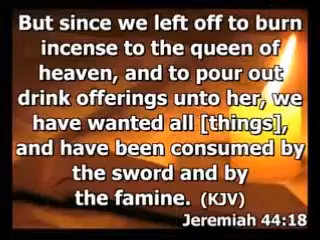 But since we left off to burn
incense to the queen of
heaven, and to pour out
drink offerings unto her, we
have wanted all [things],
and have been consumed by
the sword and by
the famine. (KJV)
Jeremiah 44:18